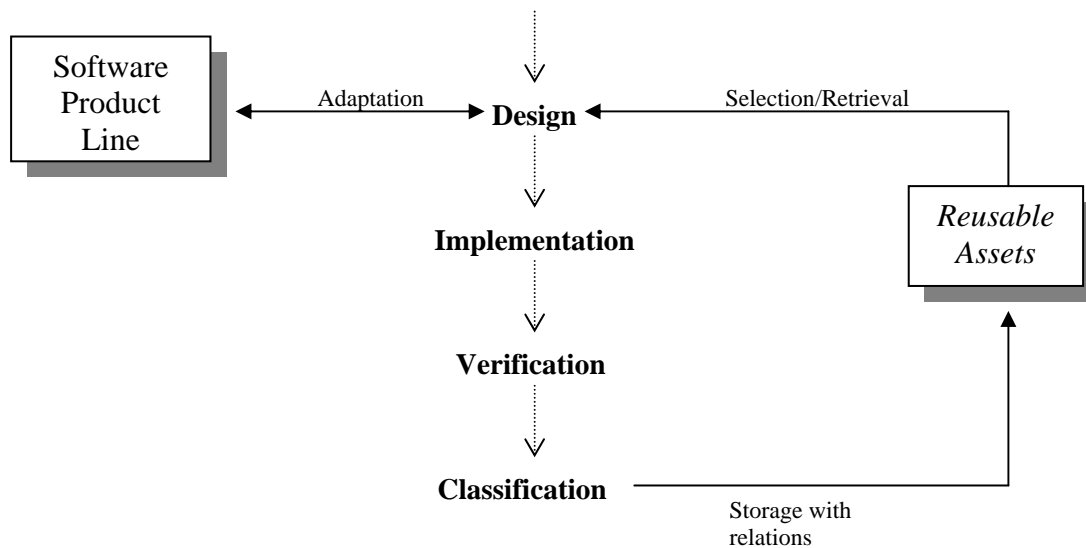 Software
Product
Line
Adaptation
Design
Selection/Retrieval
Reusable
Assets
Implementation
Verification
Classification
Storage with
relations